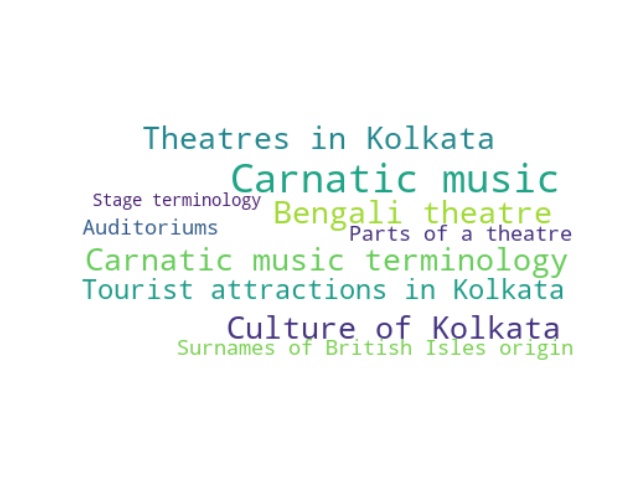 Theatres in Kolkata
Carnatic music
Stage terminology
Bengali theatre
Auditoriums
Parts of a theatre
Carnatic music terminology
Tourist attractions in Kolkata
Culture of Kolkata
Surnames of British Isles origin